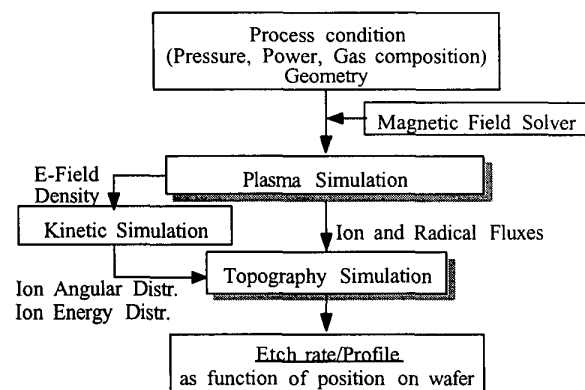 Process condition
(Pressure, Power, Gas composition)
Geometry
Magnetic Field Solver
E-Field
Density
Plasma Simulation
Kinetic Simulation
Ion and Radical Fluxes
Ion Angular Distr.
Ion Energy Distr.
Topography Simulation
Etch rate/Profile
as function of position on wafer